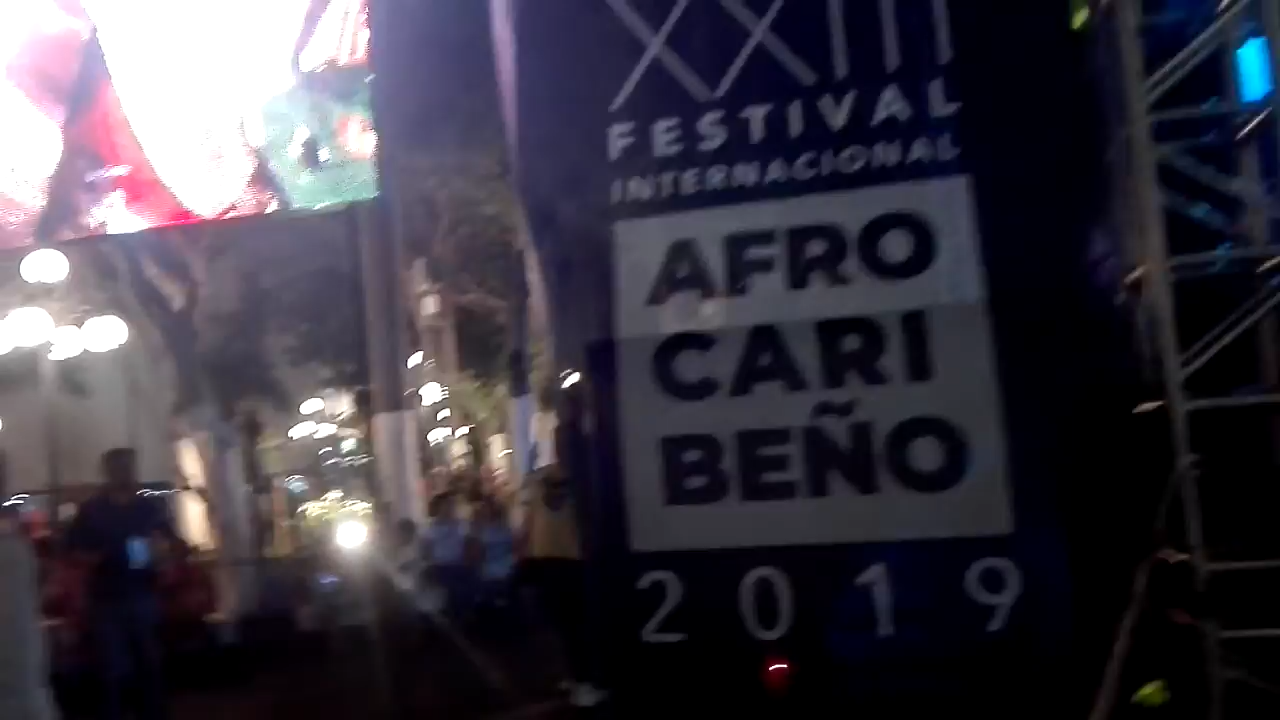 XXIII
FESTIVAL
INTERNACIONAL
AFRO
CARI
BEÑO
2019